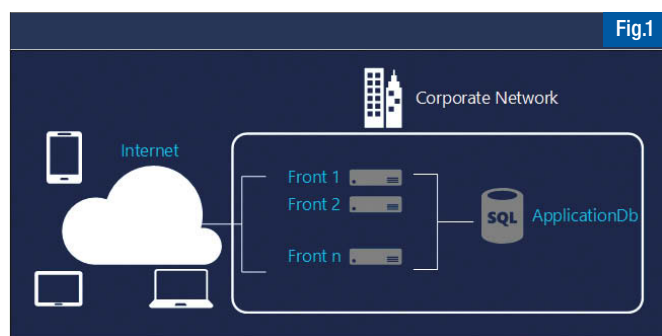 Fig.1
Corporate Network
Internet
Front 1
Front 2
Front n
SQL
ApplicationDb